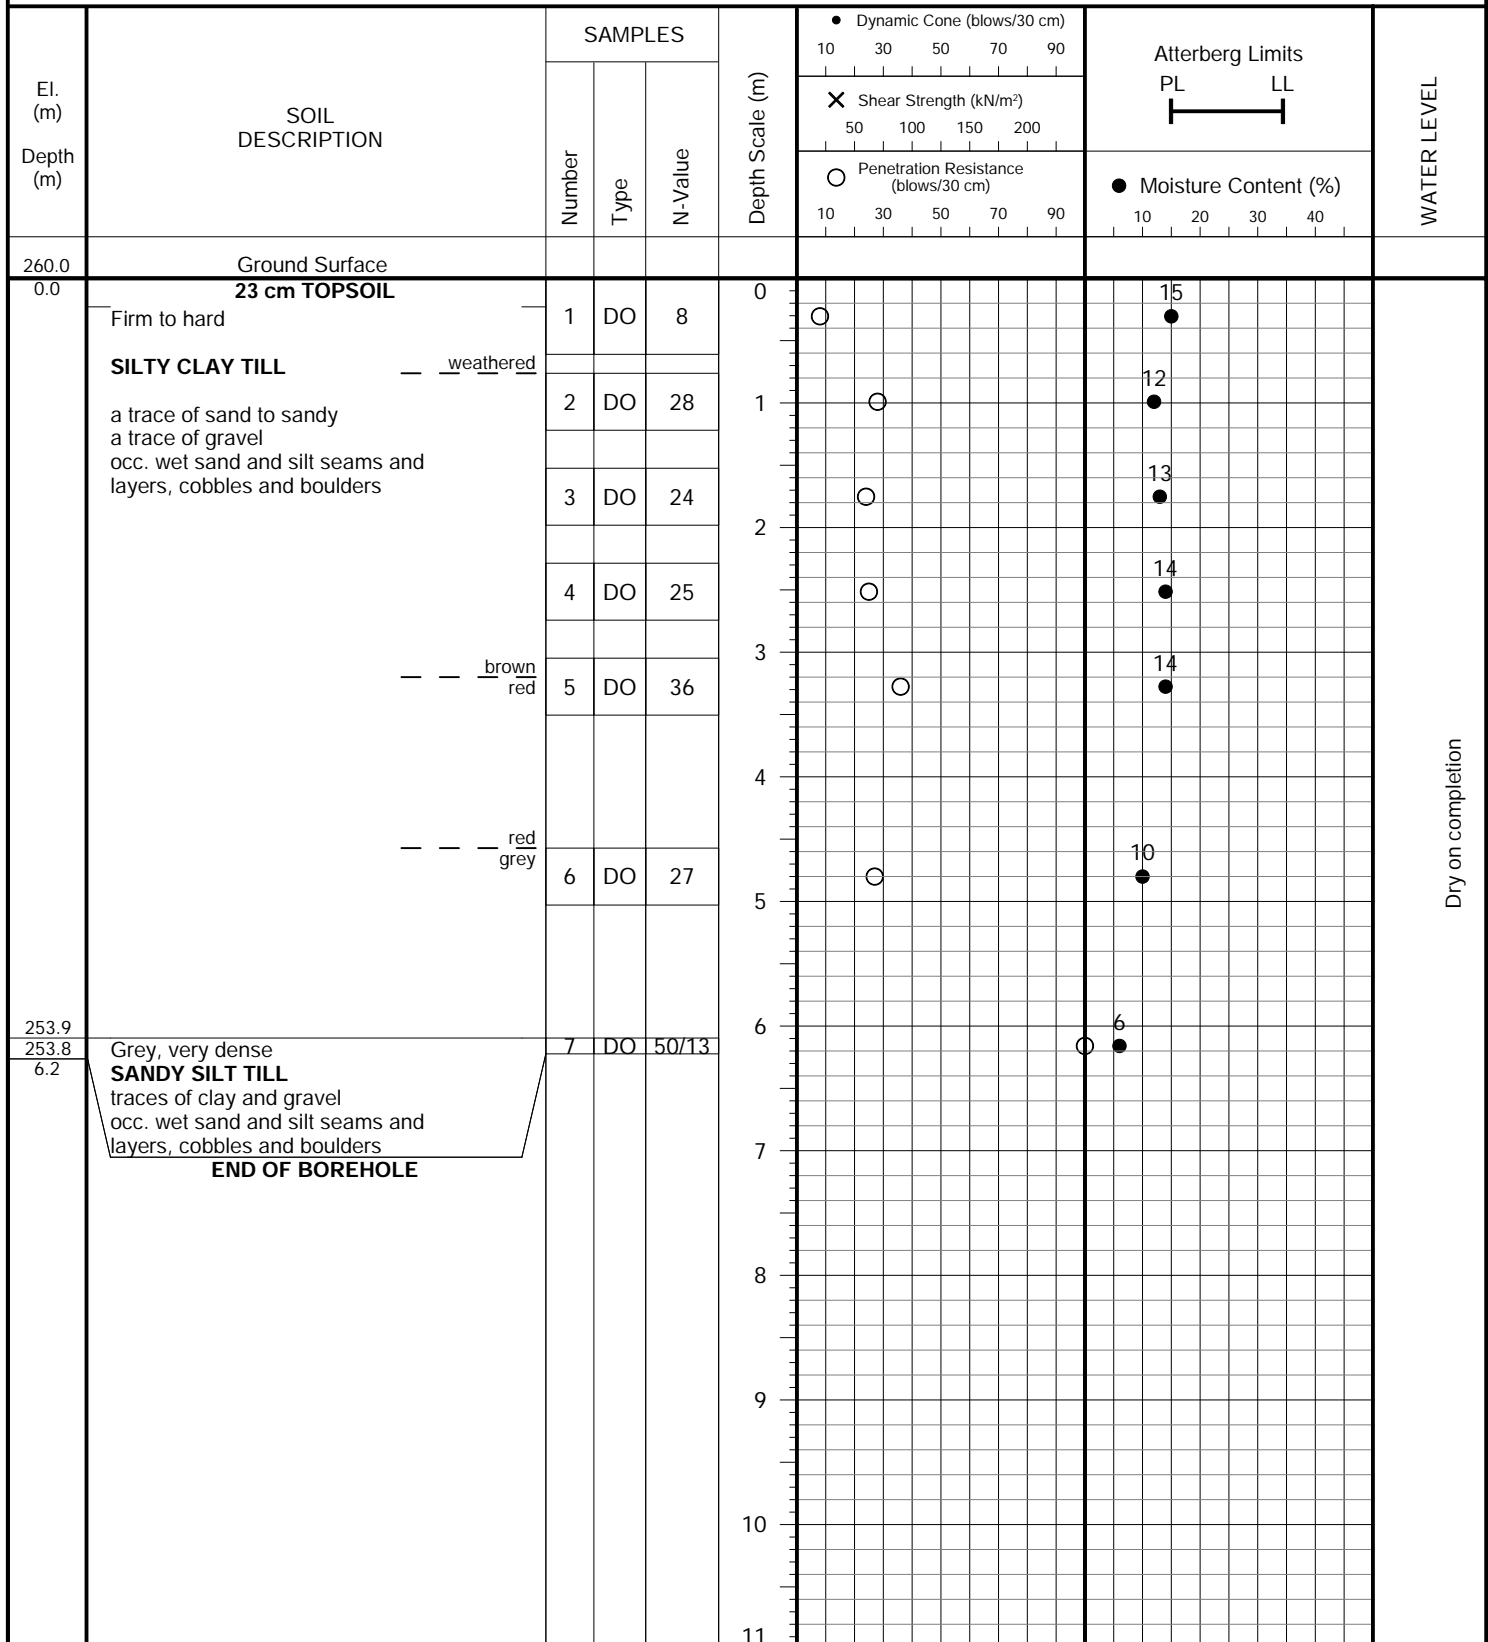 El.
(m)
Depth
(m)
SOIL
DESCRIPTION
SAMPLES
Number
Type
N-Value
Depth Scale (m)
● Dynamic Cone (blows/30 cm)
10 30 50 70 90
✕ Shear Strength (kN/m²)
50 100 150 200
○ Penetration Resistance
(blows/30 cm)
10 30 50 70 90
Atterberg Limits
PL LL
● Moisture Content (%)
10 20 30 40
WATER LEVEL
260.0 Ground Surface
0.0 23 cm TOPSOIL
0
15
Firm to hard
1 DO 8
SILTY CLAY TILL
weathered
12
2 DO 28
1
a trace of sand to sandy
a trace of gravel
occ. wet sand and silt seams and
layers, cobbles and boulders
13
3 DO 24
2
14
4 DO 25
3
14
brown
red
5 DO 36
4
Dry on completion
red
grey
10
6 DO 27
5
6
6
253.9
253.8
6.2
Grey, very dense
7 DO 50/13
SANDY SILT TILL
traces of clay and gravel
occ. wet sand and silt seams and
layers, cobbles and boulders
END OF BOREHOLE
7
8
9
10
11